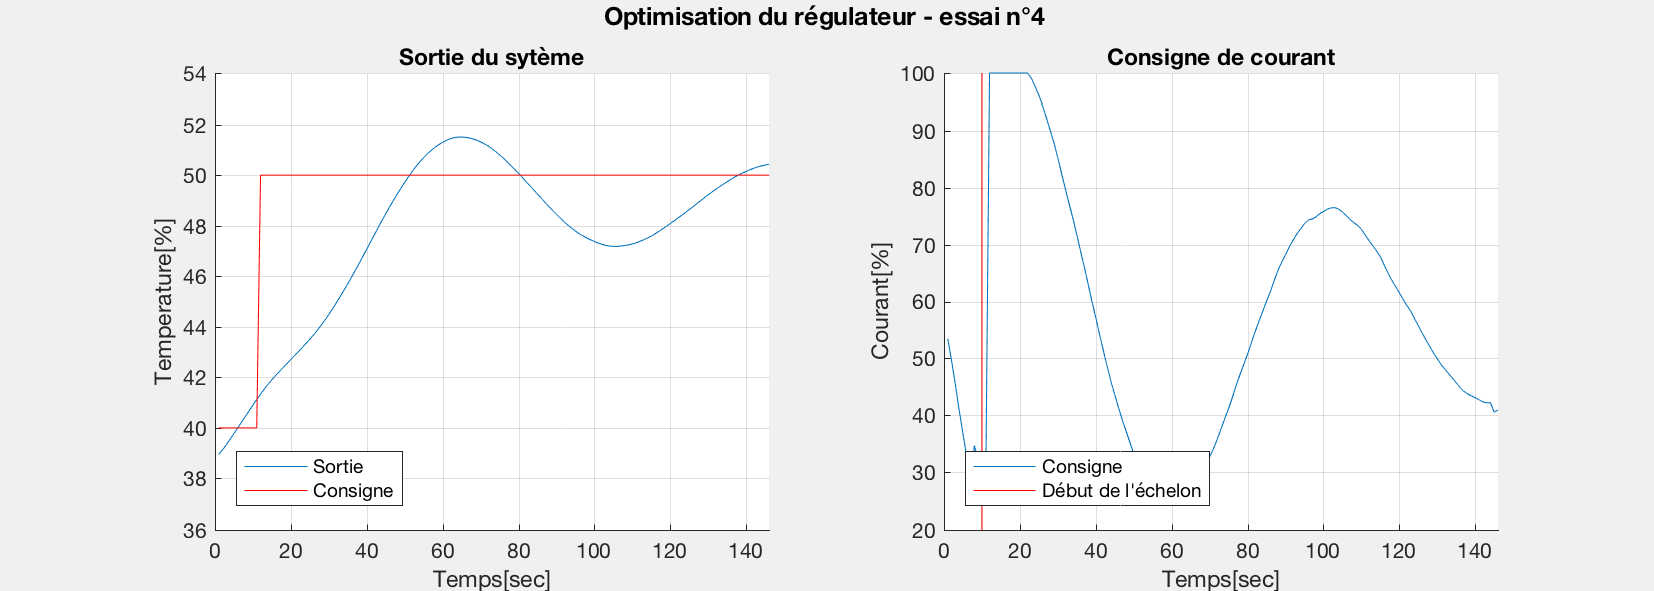 Optimisation du régulateur - essai n°4
Sortie du sytème
54
52
50
48
46
44
42
40
38
36
0 20 40 60 80 100 120 140
Temperature[%]
Temps[sec]
Sortie
Consigne
Consigne de courant
100
90
80
70
60
50
40
30
20
0 20 40 60 80 100 120 140
Courant[%]
Temps[sec]
Consigne
Début de l'échelon